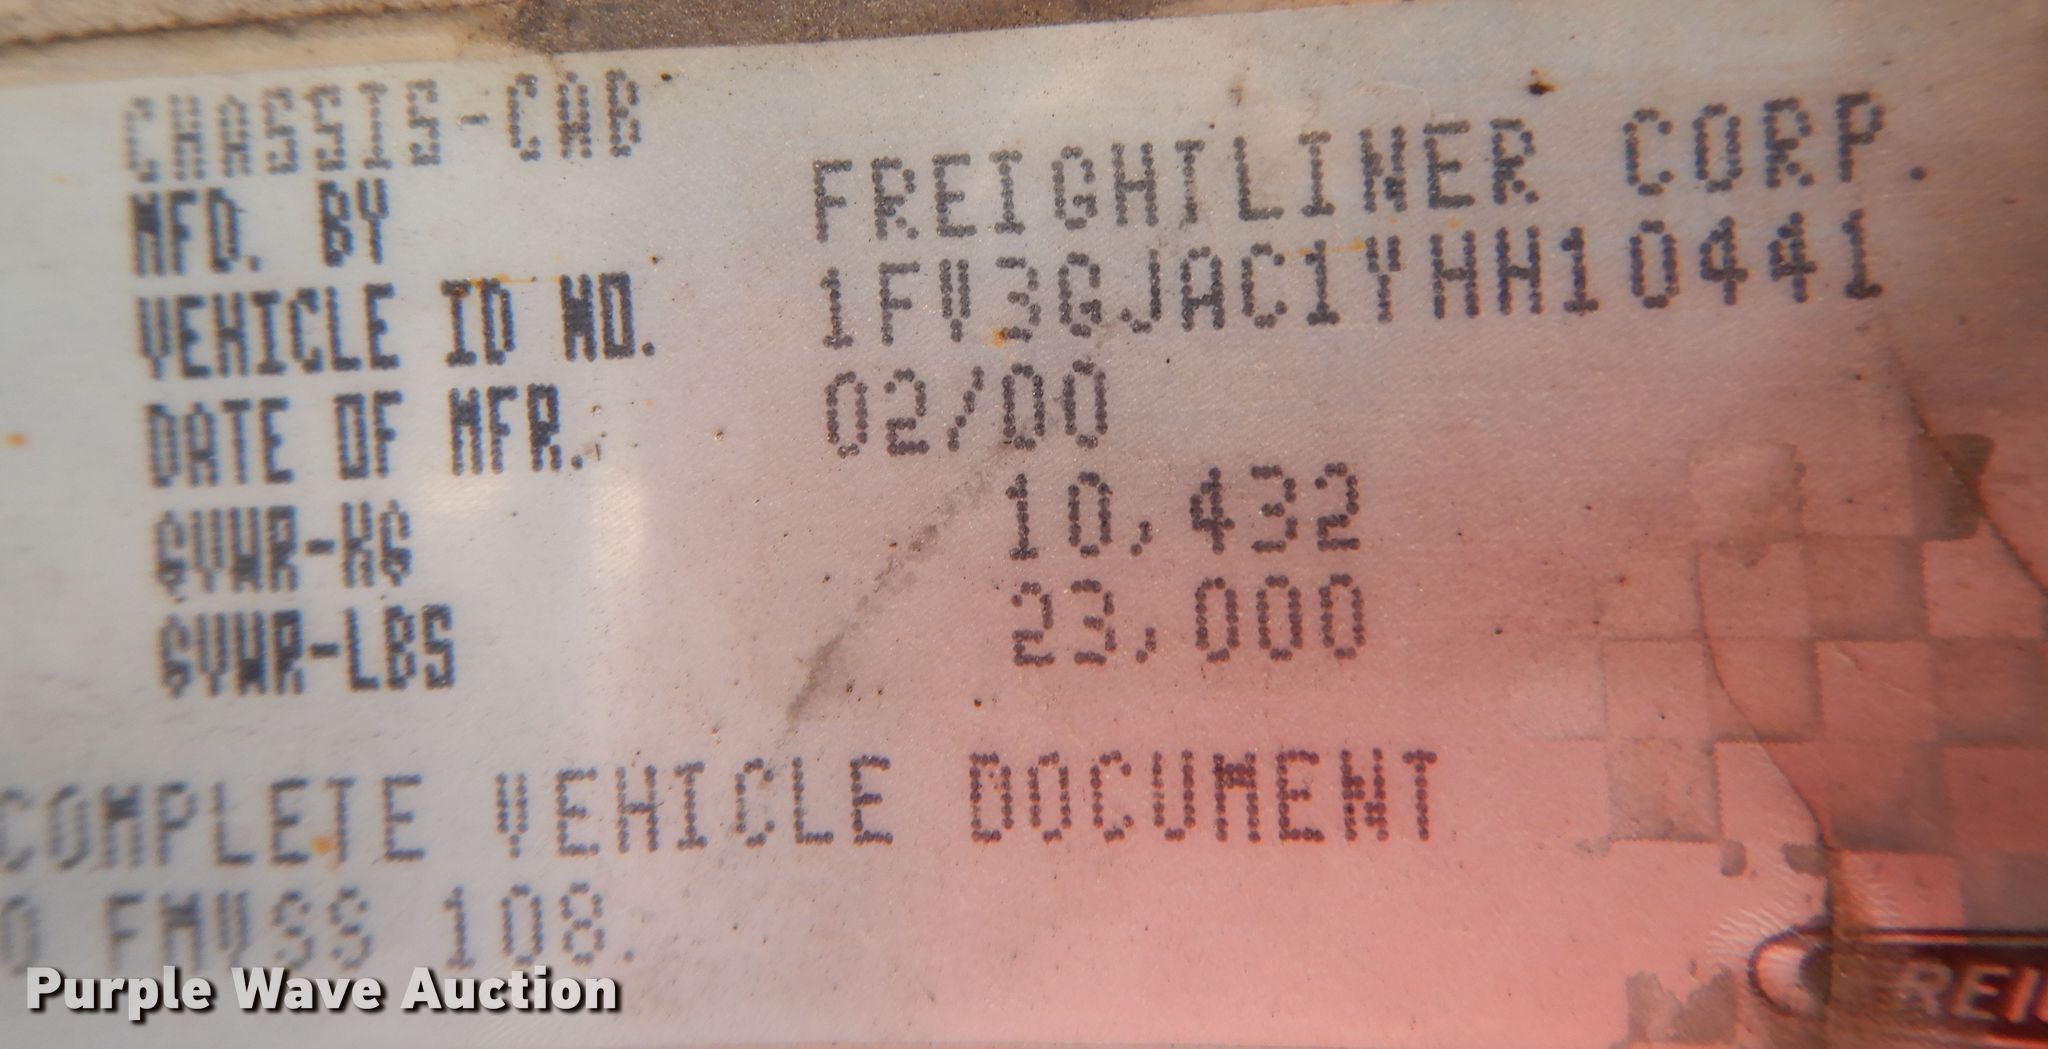 CHASSIS-CAB
MFD. BY FREIGHTLINER CORP.
VEHICLE ID NO. 1FV3GJAC1YHH10441
DATE OF MFR. 02/00
GVWR-KG 10,432
GVWR-LBS 23,000
COMPLETE VEHICLE DOCUMENT
O FMVSS 108.
REIG
Purple Wave Auction